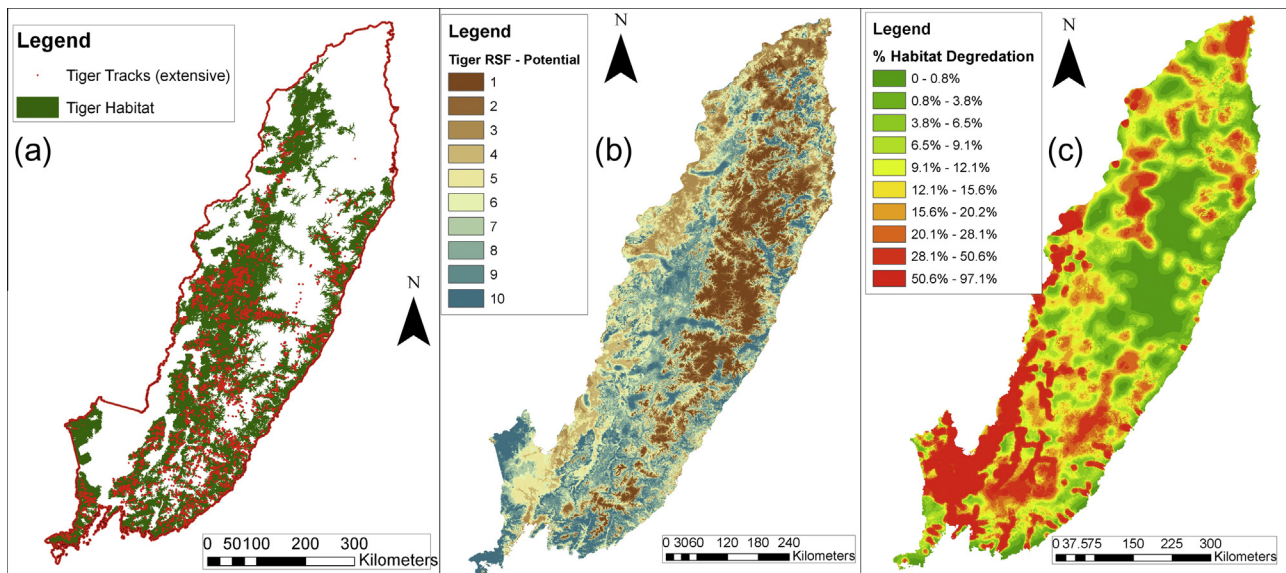 Legend
Tiger Tracks (extensive)
Tiger Habitat
(a)
N
0 50100 200 300
Kilometers
N
Legend
Tiger RSF - Potential
1
2
3
4
5
6
7
8
9
10
(b)
0 3060 120 180 240
Kilometers
Legend
% Habitat Degredation
0 - 0.8%
0.8% - 3.8%
3.8% - 6.5%
6.5% - 9.1%
9.1% - 12.1%
12.1% - 15.6%
15.6% - 20.2%
20.1% - 28.1%
28.1% - 50.6%
50.6% - 97.1%
N
(c)
0 37.575 150 225 300
Kilometers